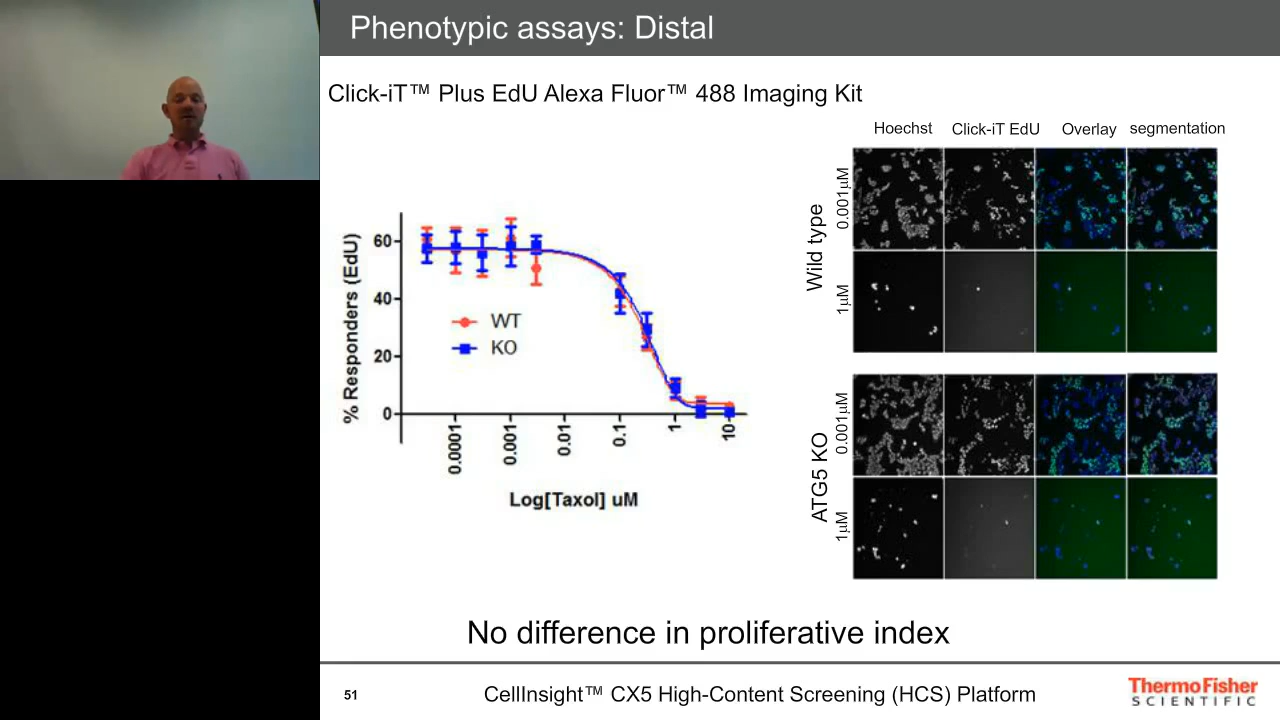 Phenotypic assays: Distal
Click-iT™ Plus EdU Alexa Fluor™ 488 Imaging Kit
Hoechst Click-iT EdU Overlay segmentation
Wild type
0.001µM
1µM
ATG5 KO
0.001µM
1µM
% Responders (EdU)
60
40
20
0
WT
KO
0.0001 0.001 0.01 0.1 1 10
Log[Taxol] uM
No difference in proliferative index
51
CellInsight™ CX5 High-Content Screening (HCS) Platform
ThermoFisher
SCIENTIFIC